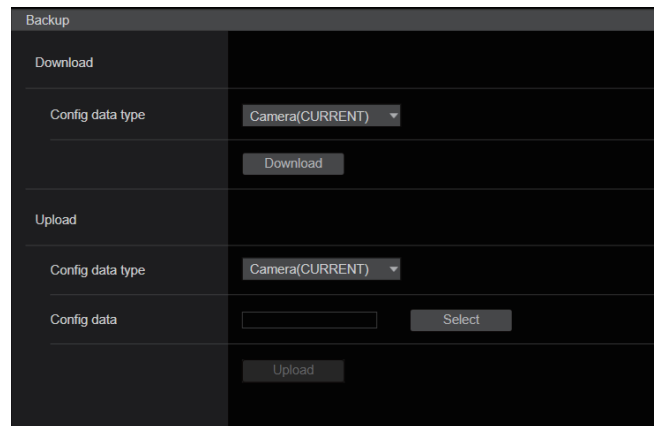 Backup
Download
Config data type
Camera(CURRENT)
Download
Upload
Config data type
Camera(CURRENT)
Config data
Select
Upload